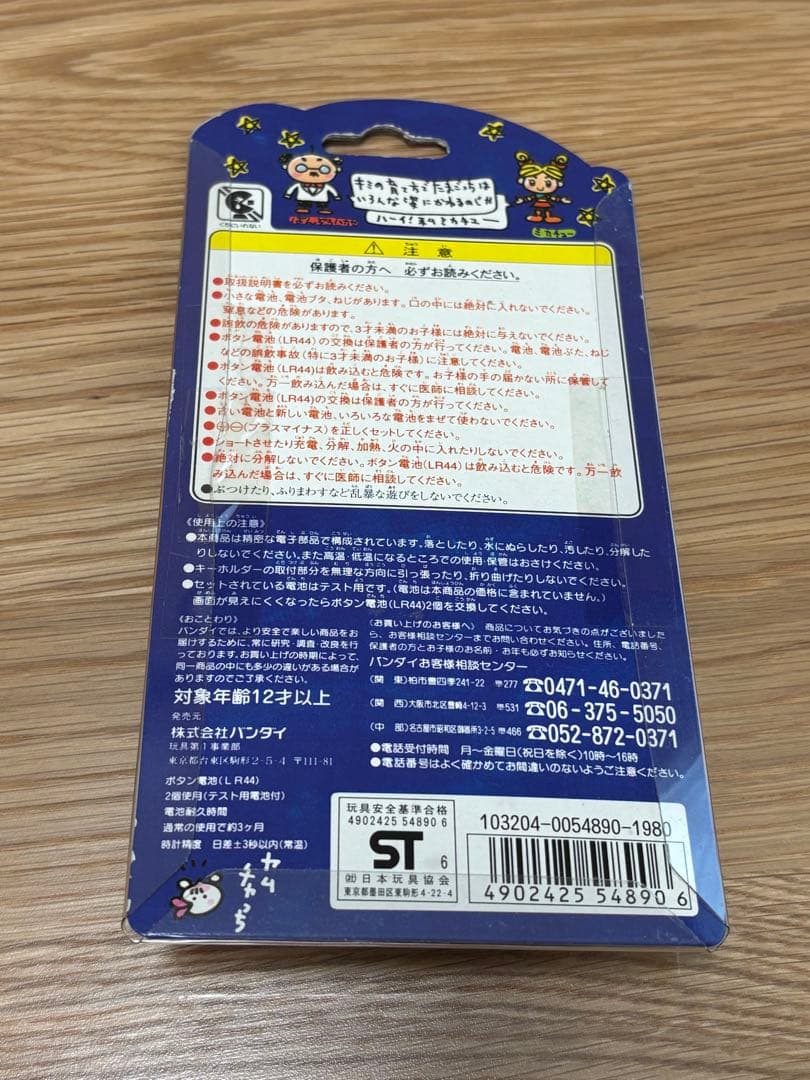 キミの育て方でたまごっちは
いろんな姿にかわるのじゃ!!
ハーイ!私のミカチュー
ミカチュー
くちにいれない
注意
保護者の方へ 必ずお読みください。
●取扱説明書を必ずお読みください。
●小さな電池、電池ブタ、ねじがあります。口の中には絶対に入れないでください。
窒息などの危険があります。
●誤飲の危険がありますので、3才未満のお子様には絶対に与えないでください。
●ボタン電池(LR44)の交換は保護者の方が行ってください。電池、電池ぶた、ねじ
などの誤飲事故(特に3才未満のお子様)に注意してください。
●ボタン電池(LR44)は飲み込むと危険です。お子様の手の届かない所に保管して
ください。万一飲み込んだ場合は、すぐに医師に相談してください。
●ボタン電池(LR44)の交換は保護者の方が行ってください。
●古い電池と新しい電池、いろいろな電池をまぜて使わないでください。
●⊕⊖(プラスマイナス)を正しくセットしてください。
●ショートさせたり充電、分解、加熱、火の中に入れたりしないでください。
●絶対に分解しないでください。ボタン電池(LR44)は飲み込むと危険です。万一飲
み込んだ場合は、すぐに医師に相談してください。
●ぶつけたり、ふりまわすなど乱暴な遊びをしないでください。
《使用上の注意》
●本商品は精密な電子部品で構成されています。落としたり、水にぬらしたり、汚したり、分解した
りしないでください。また高温・低温になるところでの使用・保管はおさけください。
●キーホルダーの取付部分を無理な方向に引っ張ったり、折り曲げたりしないでください。
●セットされている電池はテスト用です。(電池は本商品の価格に含まれていません。)
画面が見えにくくなったらボタン電池(LR44)2個を交換してください。
《おことわり》
バンダイでは、より安全で楽しい商品をお
届けするために、常に研究・調査・改良を行
っております。お買い上げの時期によって、
同一商品の中にも多少の違いがある場合が
ありますのでご了承ください。
対象年齢12才以上
発売元
株式会社バンダイ
玩具第1事業部
東京都台東区駒形2-5-4 〒111-81
《お買い上げのお客様へ》 商品についてお気づきの点がございました
ら、お客様相談センターまでお問い合わせください。住所、電話番号、
保護者の方とお子様のお名前・お年も必ずお知らせください。
バンダイお客様相談センター
(関 東)柏市豊四季241-22 〒277 ☎0471-46-0371
(関 西)大阪市北区豊崎4-12-3 〒531 ☎06-375-5050
(中 部)名古屋市昭和区御器所3-2-5 〒466 ☎052-872-0371
●電話受付時間 月〜金曜日(祝日を除く)10時〜16時
●電話番号はよく確かめてお間違いのないようご注意ください。
ボタン電池(LR44)
2個使用(テスト用電池付)
電池耐久時間
通常の使用で約3ヶ月
時計精度 日差±3秒以内(常温)
ヤム
チャっち
玩具安全基準合格
4902425 54890 6
ST 6
(社)日本玩具協会
東京都墨田区東駒形4-22-4
103204-0054890-1980
4902425 548906